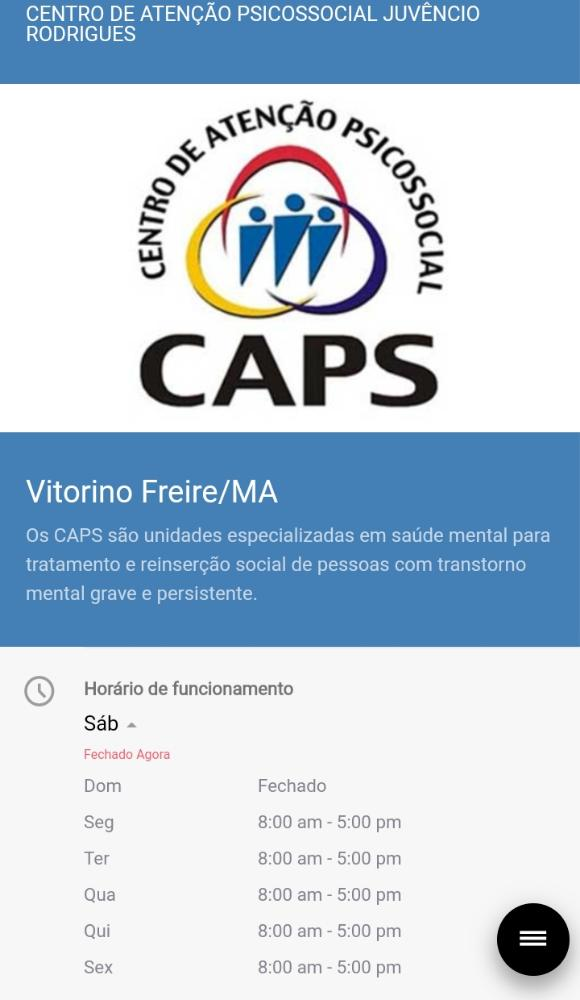 CENTRO DE ATENÇÃO PSICOSSOCIAL JUVÊNCIO
RODRIGUES
CENTRO DE ATENÇÃO PSICOSSOCIAL
CAPS
Vitorino Freire/MA
Os CAPS são unidades especializadas em saúde mental para
tratamento e reinserção social de pessoas com transtorno
mental grave e persistente.
Horário de funcionamento
Sáb
Fechado Agora
Dom Fechado
Seg 8:00 am - 5:00 pm
Ter 8:00 am - 5:00 pm
Qua 8:00 am - 5:00 pm
Qui 8:00 am - 5:00 pm
Sex 8:00 am - 5:00 pm